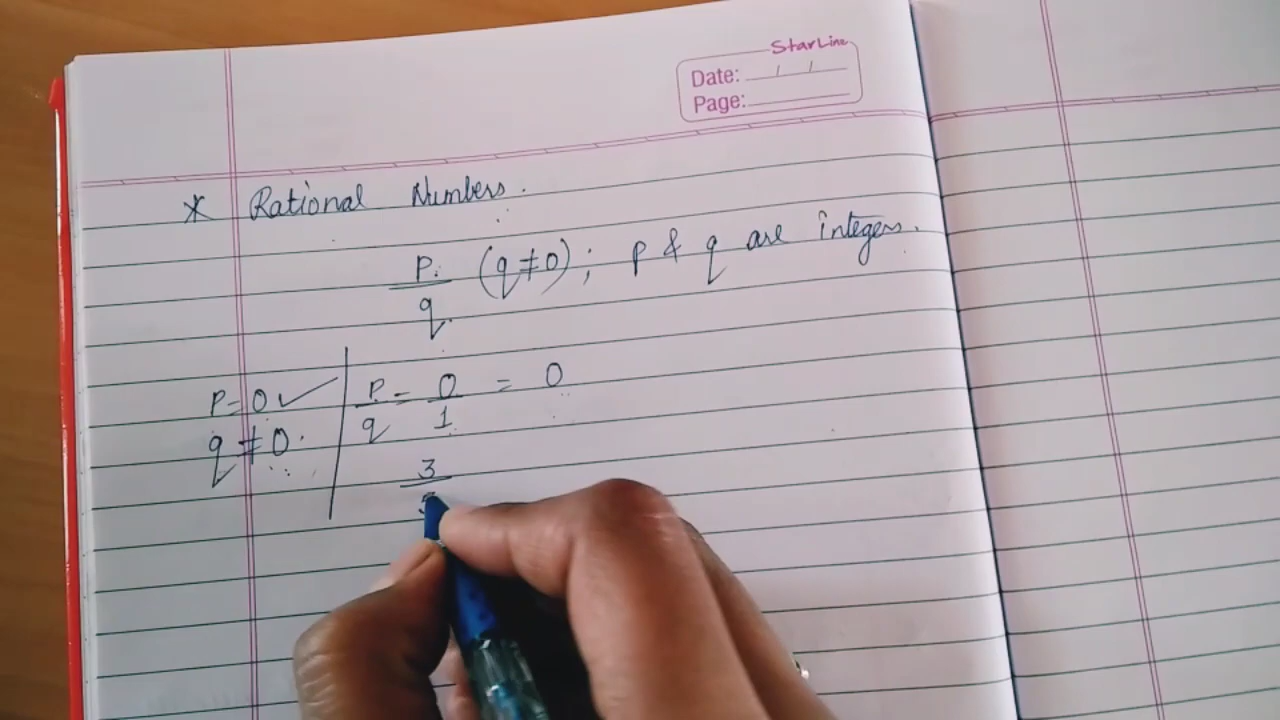 StarLine
Date: / /
Page:
* Rational Numbers.
p/q (q≠0); p & q are integers.
P=0 ✓
q ≠ 0.
P/q = 0/1 = 0
3